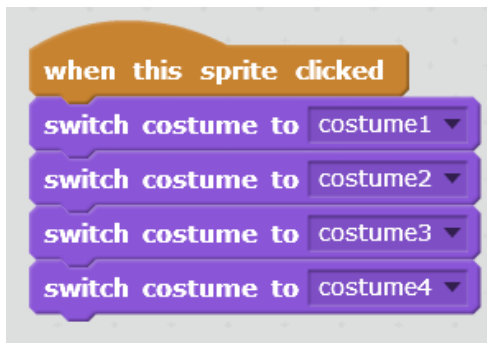 when this sprite clicked
switch costume to costume1
switch costume to costume2
switch costume to costume3
switch costume to costume4